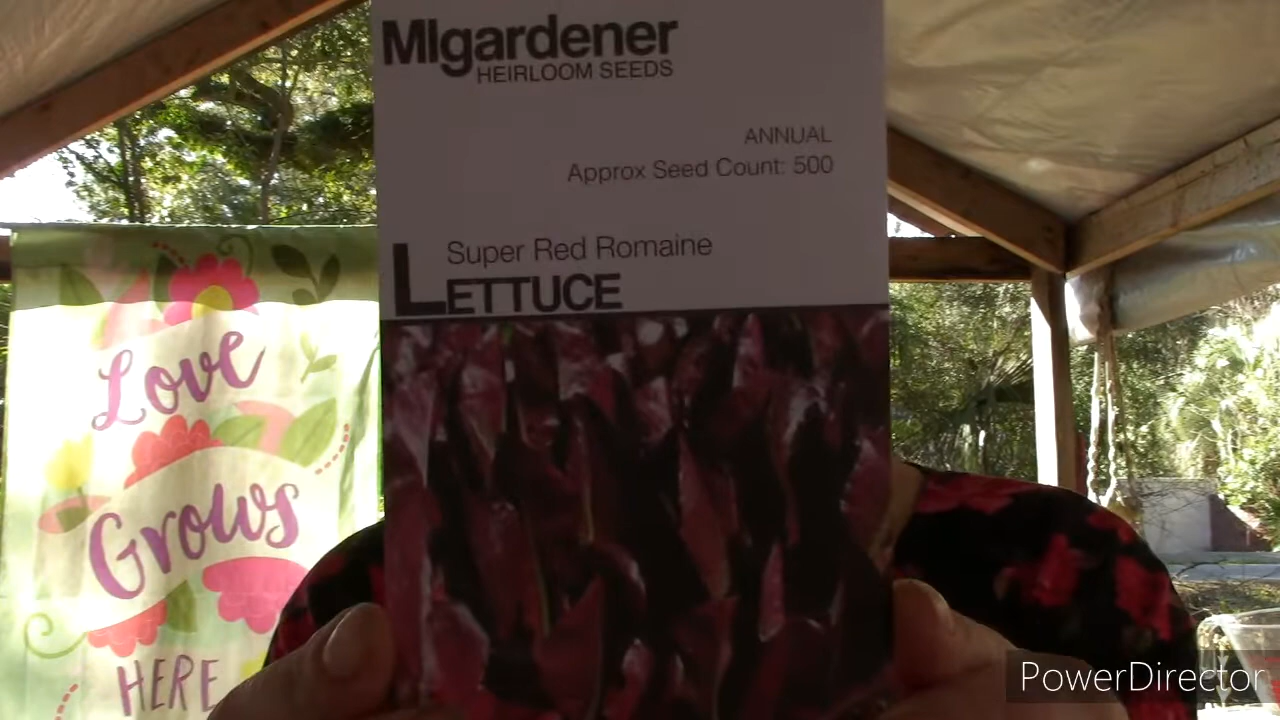 MIgardener
HEIRLOOM SEEDS
ANNUAL
Approx Seed Count: 500
Super Red Romaine
LETTUCE
Love
Grows
HERE
PowerDirector